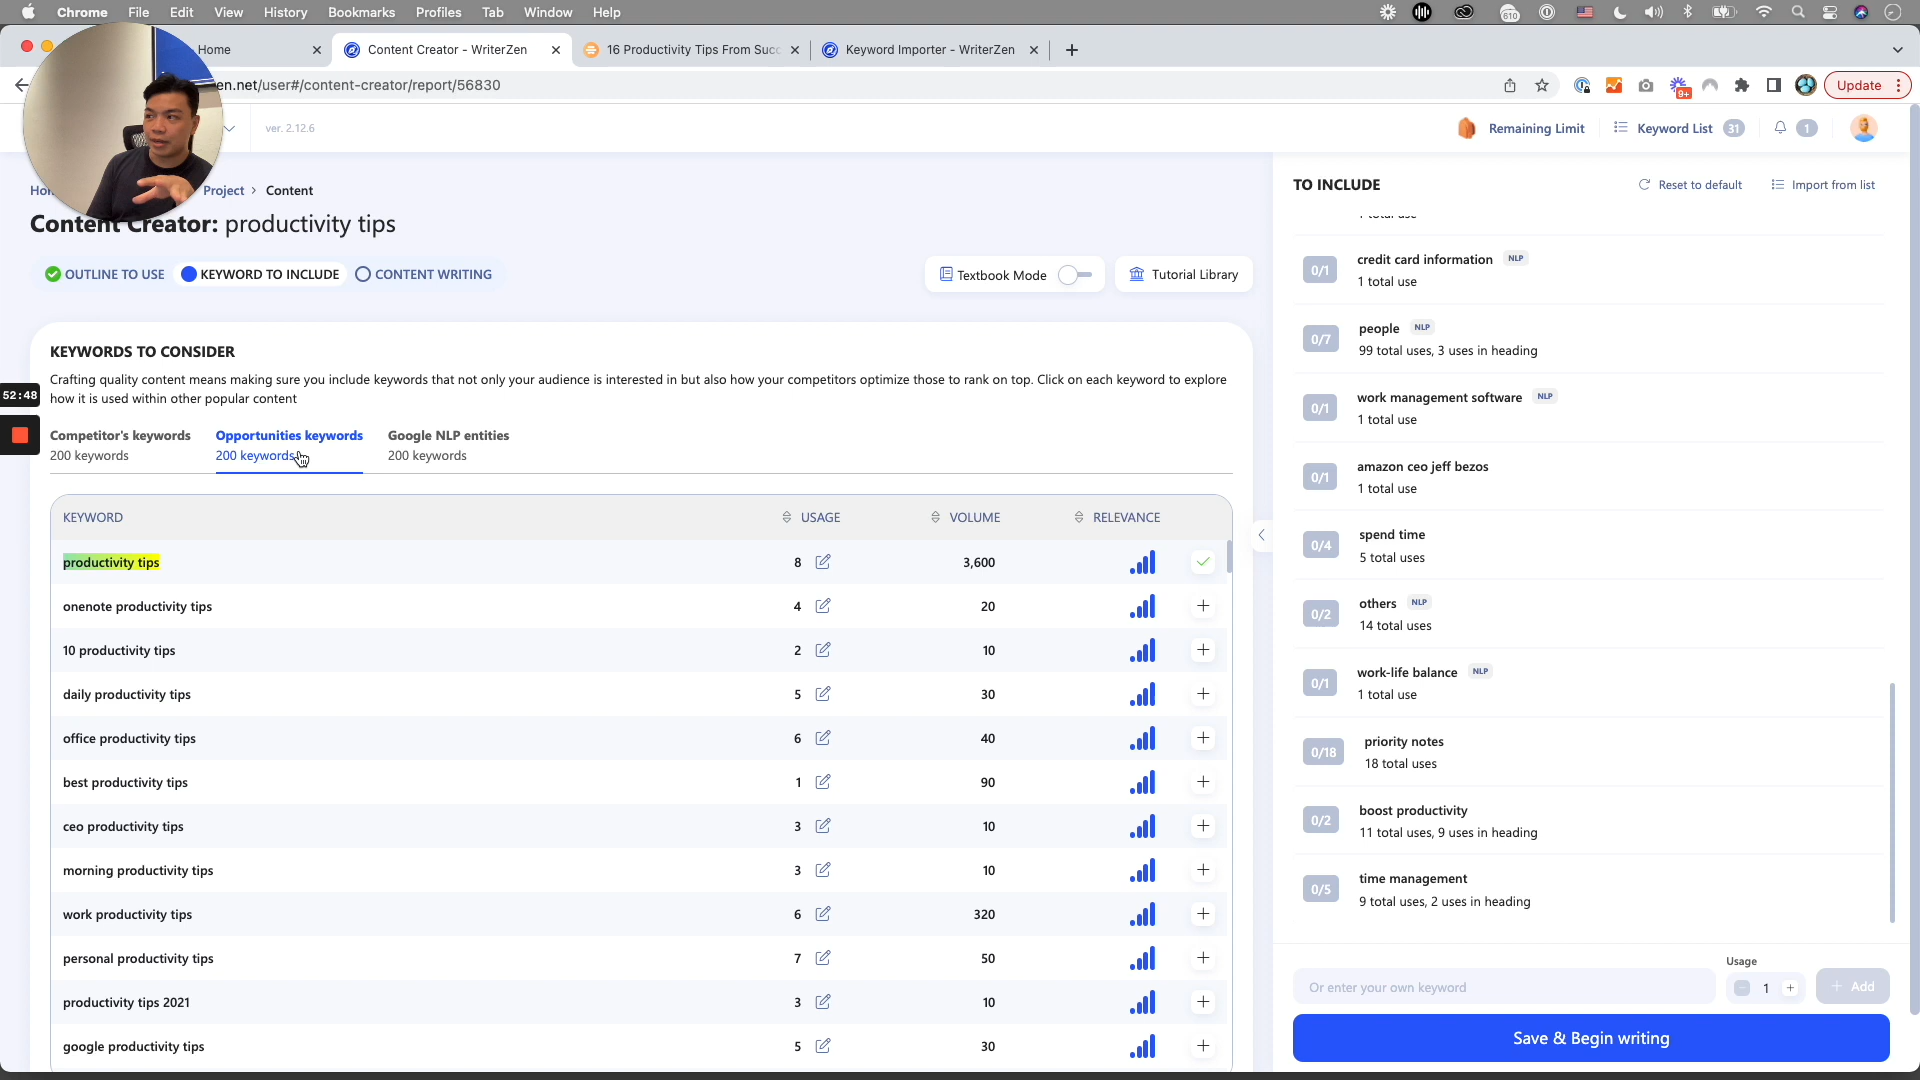 Chrome File Edit View History Bookmarks Profiles Tab Window Help
610
Home
Content Creator - WriterZen
16 Productivity Tips From Succ
Keyword Importer - WriterZen
en.net/user#/content-creator/report/56830
9+
Update
ver. 2.12.6
Remaining Limit
Keyword List 31
1
Project > Content
Content Creator: productivity tips
OUTLINE TO USE
KEYWORD TO INCLUDE
CONTENT WRITING
Textbook Mode
Tutorial Library
KEYWORDS TO CONSIDER
Crafting quality content means making sure you include keywords that not only your audience is interested in but also how your competitors optimize those to rank on top. Click on each keyword to explore
how it is used within other popular content
52:48
Competitor's keywords
200 keywords
Opportunities keywords
200 keywords
Google NLP entities
200 keywords
KEYWORD USAGE VOLUME RELEVANCE
productivity tips 8 3,600
onenote productivity tips 4 20
10 productivity tips 2 10
daily productivity tips 5 30
office productivity tips 6 40
best productivity tips 1 90
ceo productivity tips 3 10
morning productivity tips 3 10
work productivity tips 6 320
personal productivity tips 7 50
productivity tips 2021 3 10
google productivity tips 5 30
TO INCLUDE
Reset to default
Import from list
0/1 credit card information NLP
1 total use
0/7 people NLP
99 total uses, 3 uses in heading
0/1 work management software NLP
1 total use
0/1 amazon ceo jeff bezos
1 total use
0/4 spend time
5 total uses
0/2 others NLP
14 total uses
0/1 work-life balance NLP
1 total use
0/18 priority notes
18 total uses
0/2 boost productivity
11 total uses, 9 uses in heading
0/5 time management
9 total uses, 2 uses in heading
Usage
Or enter your own keyword
1
+ Add
Save & Begin writing